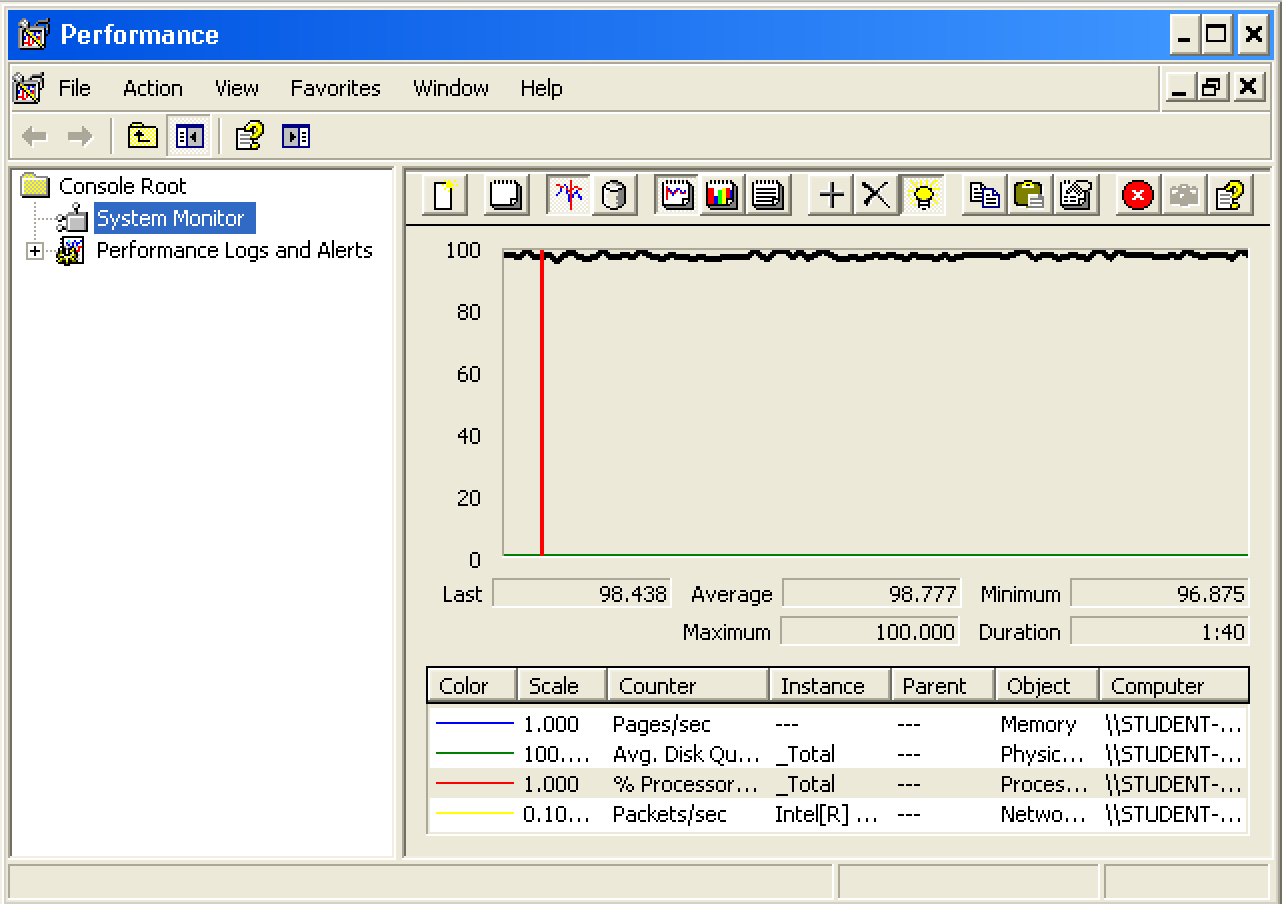 Performance
File Action View Favorites Window Help
Console Root
System Monitor
Performance Logs and Alerts
100
80
60
40
20
0
Last 98.438 Average 98.777 Minimum 96.875
Maximum 100.000 Duration 1:40
Color Scale Counter Instance Parent Object Computer
1.000 Pages/sec --- --- Memory \\STUDENT-...
100.... Avg. Disk Qu... _Total --- Physic... \\STUDENT-...
1.000 % Processor... _Total --- Proces... \\STUDENT-...
0.10... Packets/sec Intel[R] ... --- Netwo... \\STUDENT-...